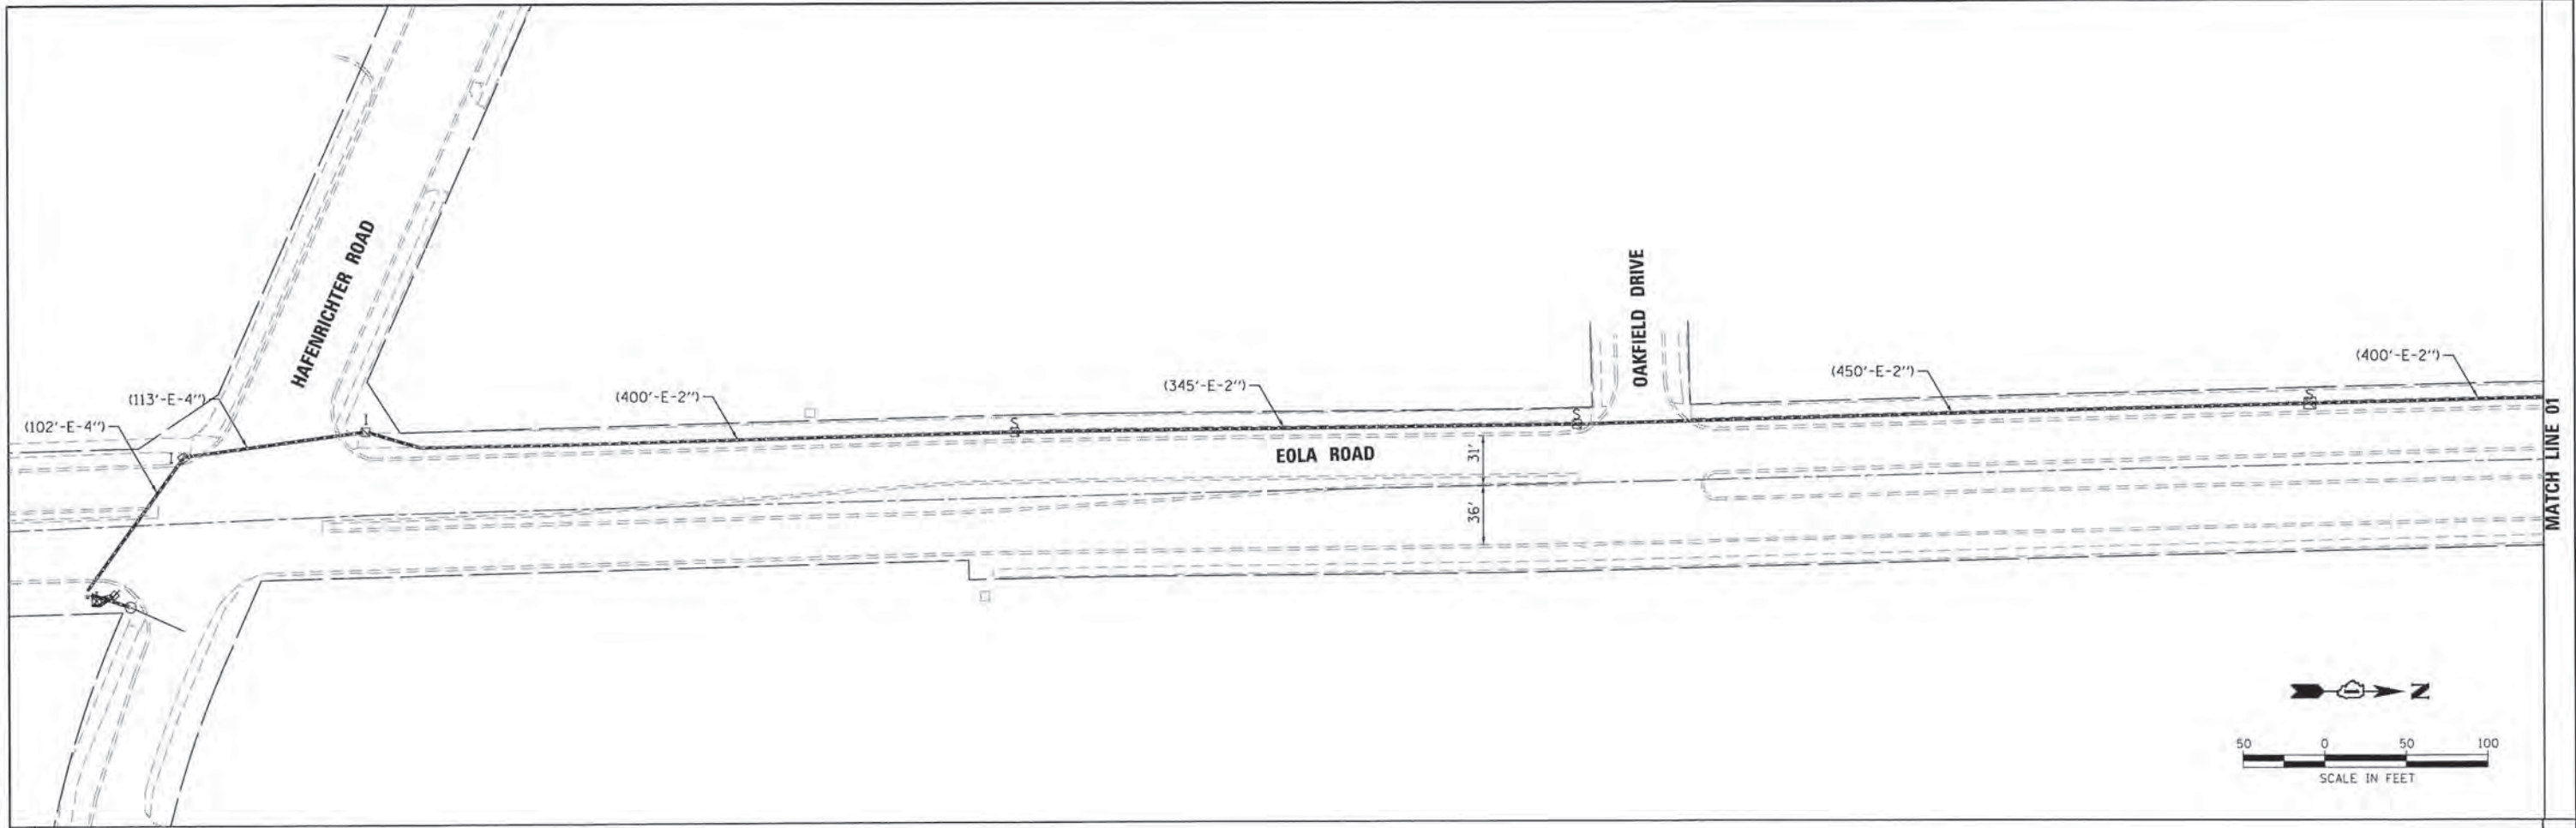 HAFENRICHTER ROAD
OAKFIELD DRIVE
(102'-E-4")
(113'-E-4")
I
I
(400'-E-2")
(345'-E-2")
(450'-E-2")
(400'-E-2")
S
S
S
EOLA ROAD
31'
36'
MATCH LINE 01
N
50 0 50 100
SCALE IN FEET